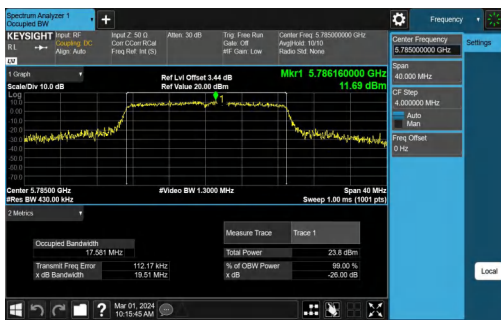 Spectrum Analyzer 1
Occupied BW
Frequency
KEYSIGHT
Input: RF
Input Z: 50 Ω
Atten: 30 dB
Trig: Free Run
Center Freq: 5.785000000 GHz
RL
Coupling: DC
Corr CCorr RCal
Gate: Off
Avg|Hold: 10/10
Align: Auto
Freq Ref: Int (S)
#IF Gain: Low
Radio Std: None
Center Frequency
5.785000000 GHz
Settings
Span
40.000 MHz
CF Step
4.000000 MHz
Auto
Man
Freq Offset
0 Hz
Local
1 Graph
Ref Lvl Offset 3.44 dB
Mkr1 5.786160000 GHz
Scale/Div 10.0 dB
Ref Value 20.00 dBm
11.69 dBm
Log
10.0
0.00
1
Center 5.78500 GHz
#Video BW 1.3000 MHz
Span 40 MHz
#Res BW 430.00 kHz
Sweep 1.00 ms (1001 pts)
2 Metrics
Measure Trace
Trace 1
Occupied Bandwidth
17.581 MHz
Total Power
23.8 dBm
Transmit Freq Error
112.17 kHz
% of OBW Power
99.00 %
x dB Bandwidth
19.51 MHz
x dB
-26.00 dB
?
Mar 01, 2024
10:15:45 AM